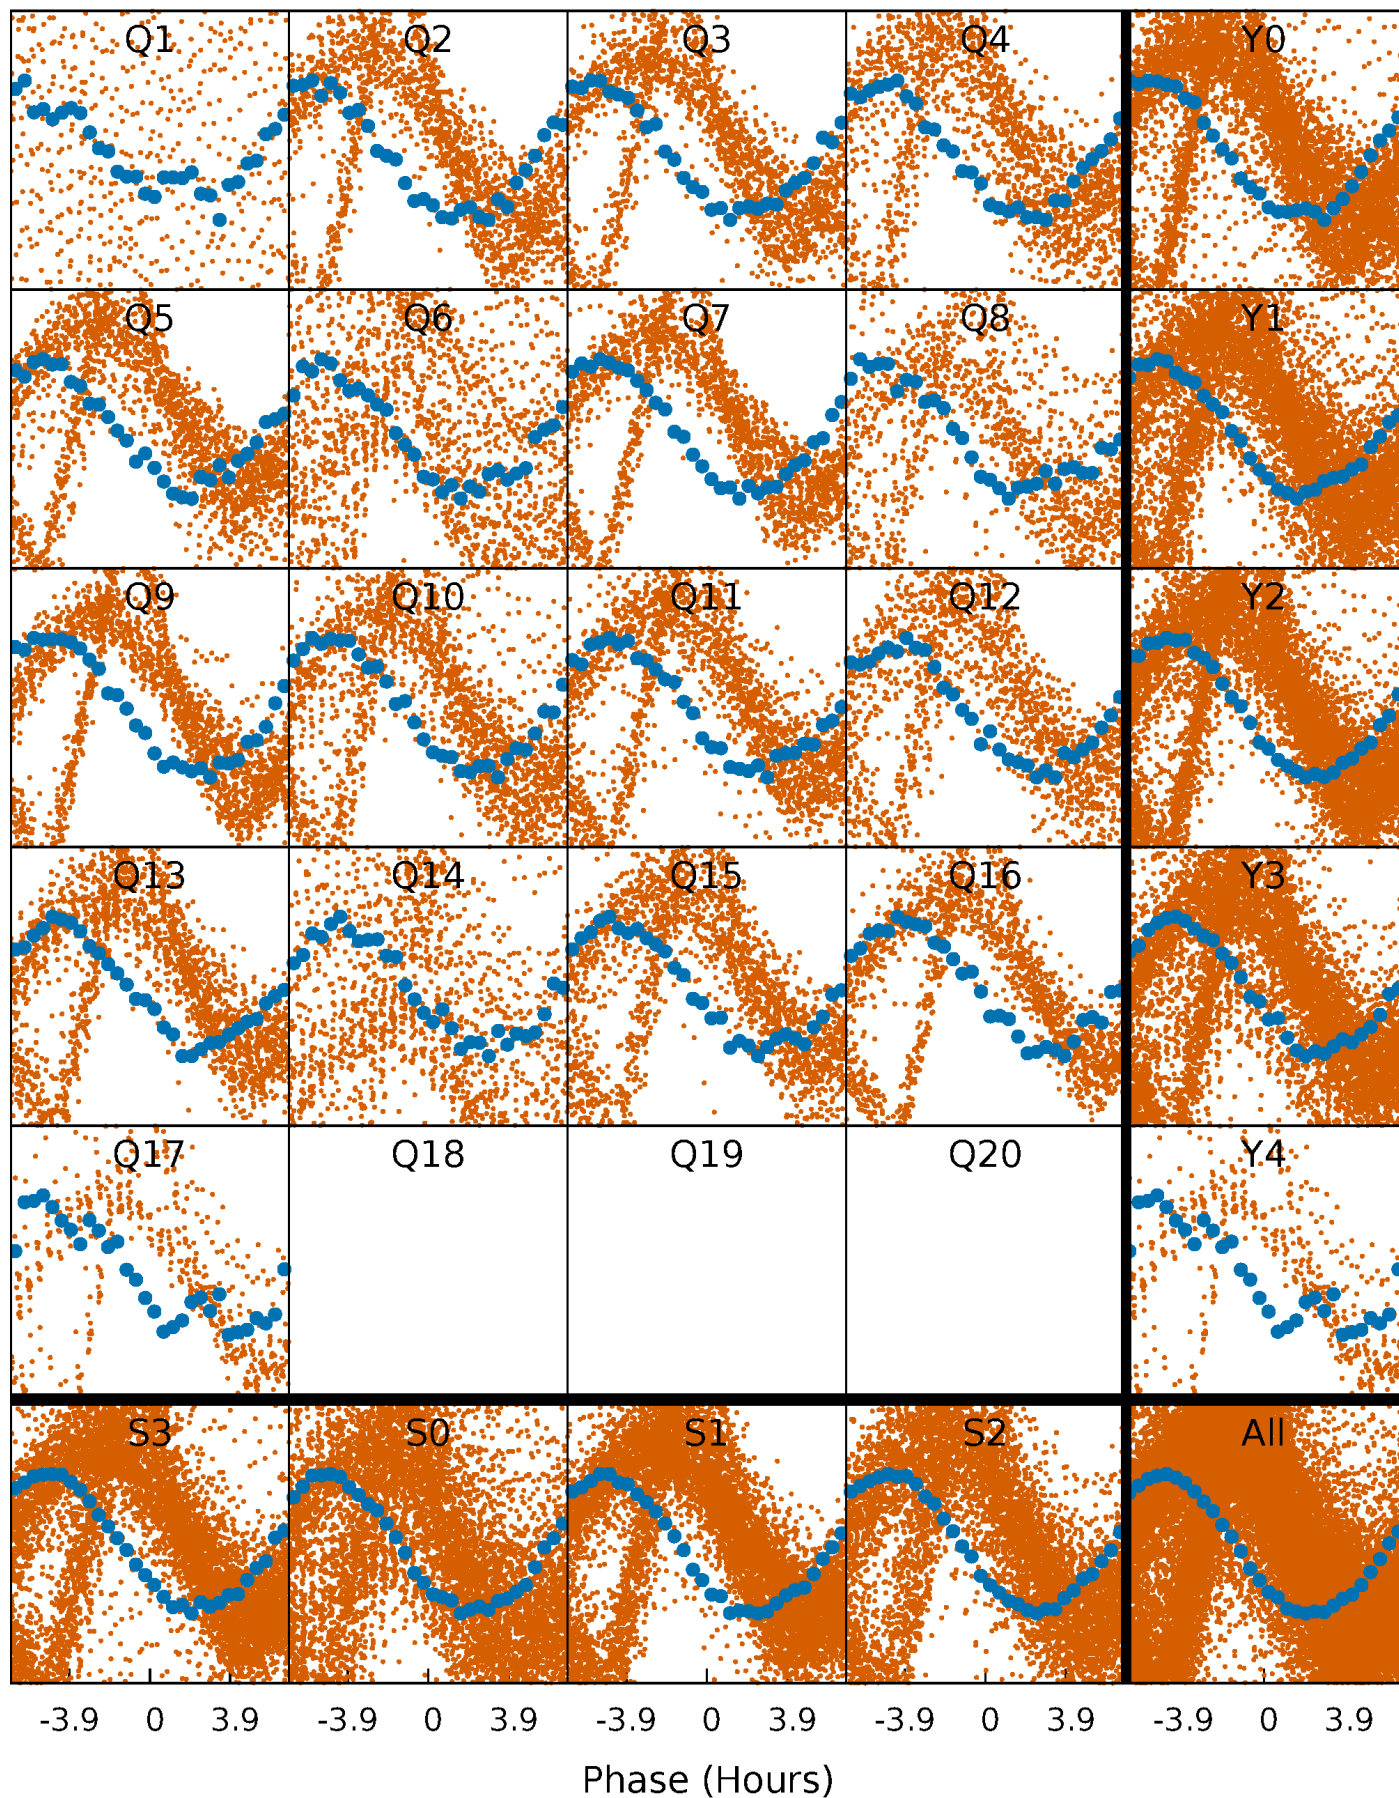 Q1 Q2 Q3 Q4 Y0
Q5 Q6 Q7 Q8 Y1
Q9 Q10 Q11 Q12 Y2
Q13 Q14 Q15 Q16 Y3
Q17 Q18 Q19 Q20 Y4
S3 S0 S1 S2 All
-3.9 0 3.9 -3.9 0 3.9 -3.9 0 3.9 -3.9 0 3.9 -3.9 0 3.9
Phase (Hours)